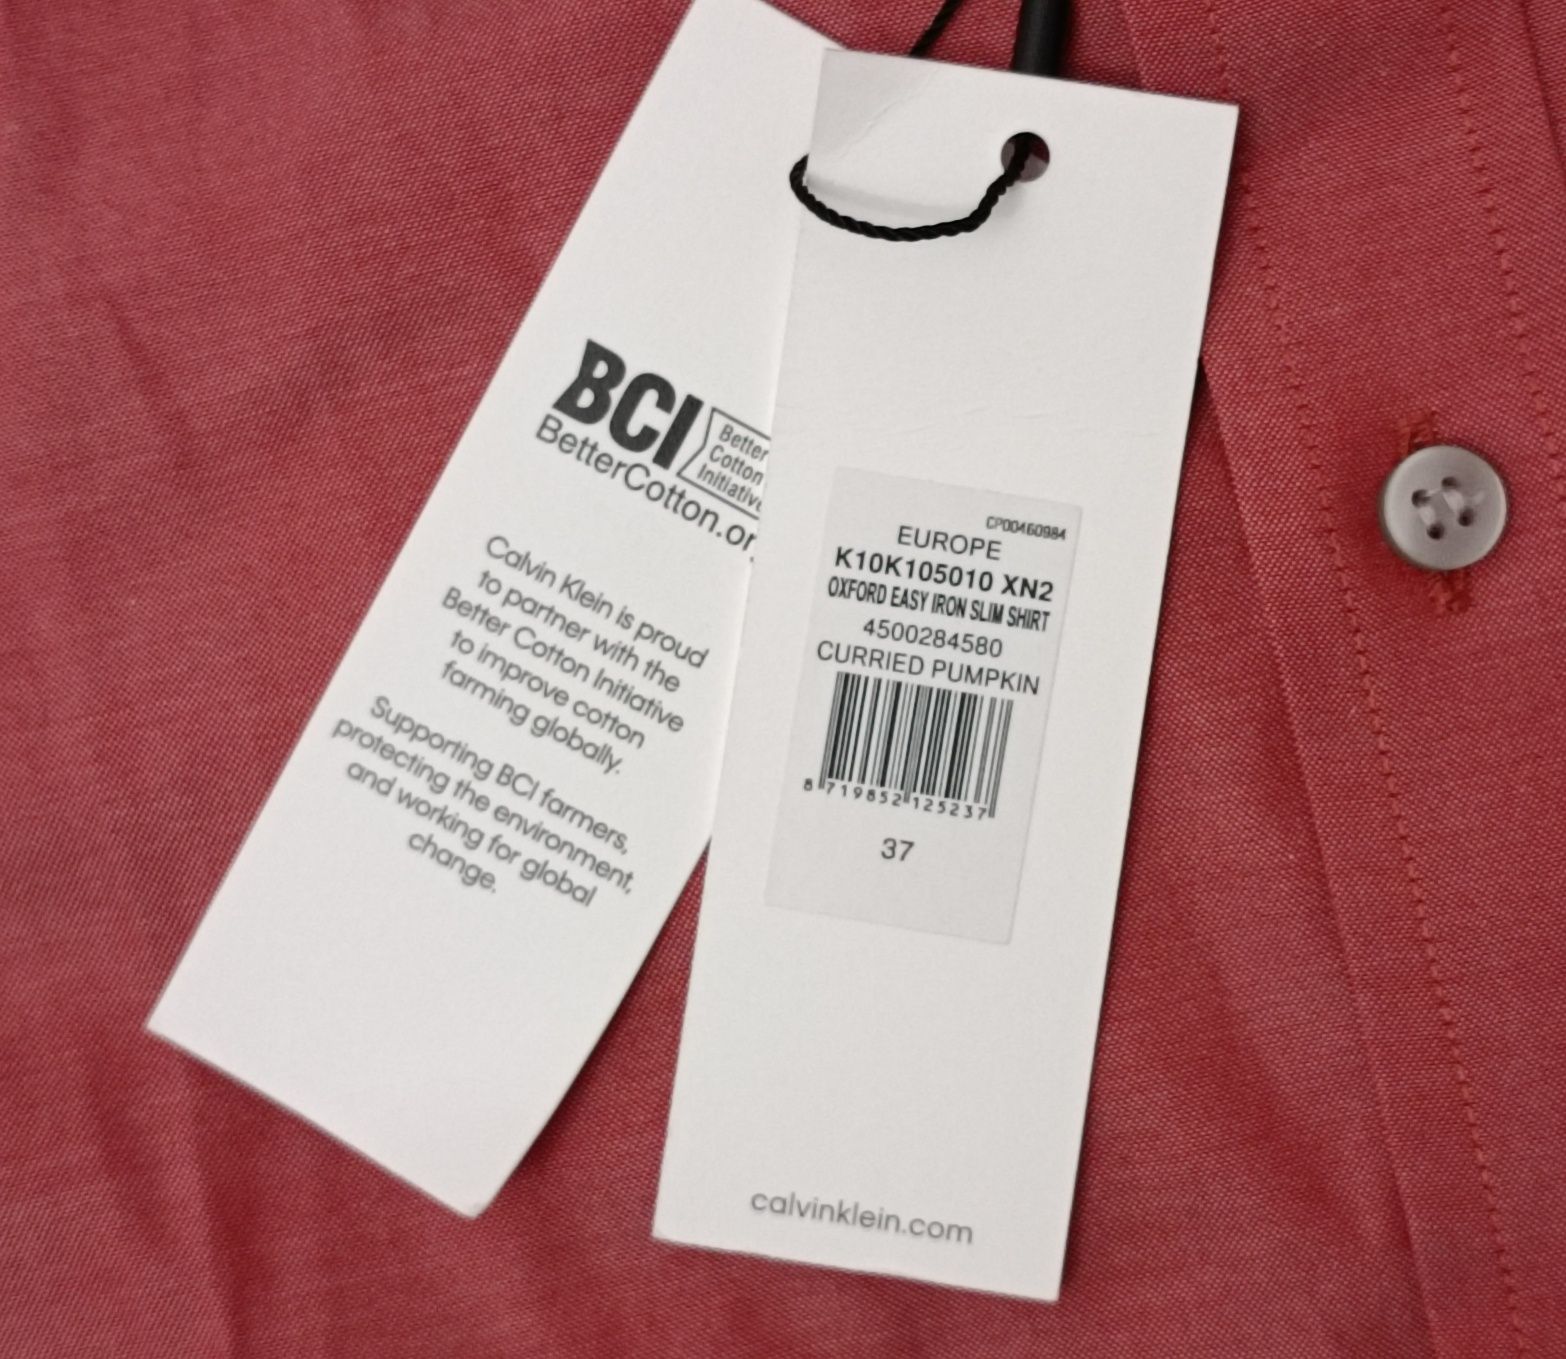 BCI
Better
Cotton
Initiative
BetterCotton.or
Calvin Klein is proud
to partner with the
Better Cotton Initiative
to improve cotton
farming globally.
Supporting BCI farmers,
protecting the environment,
and working for global
change.
CP00460984
EUROPE
K10K105010 XN2
OXFORD EASY IRON SLIM SHIRT
4500284580
CURRIED PUMPKIN
8 719852 125237
37
calvinklein.com